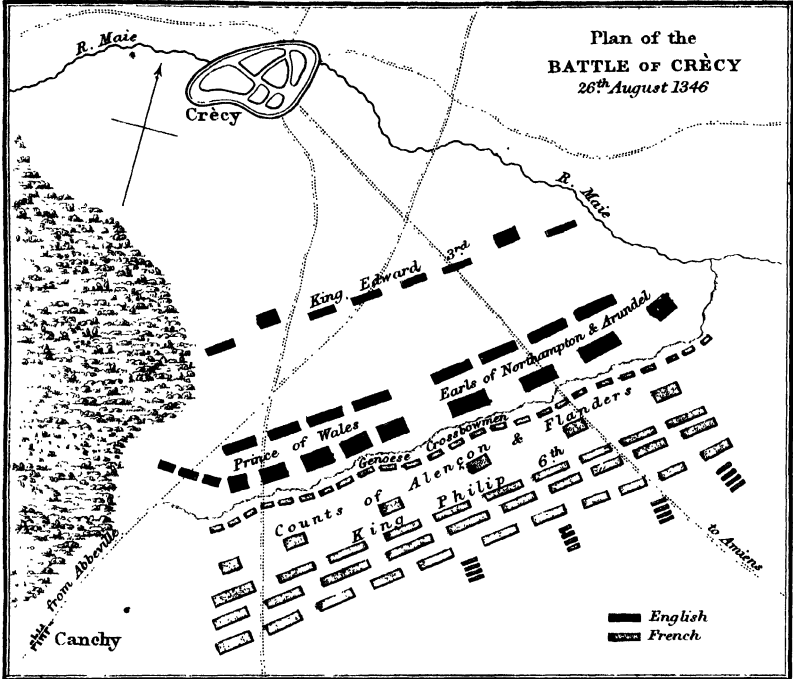 Plan of the
BATTLE OF CRÈCY
26th August 1346
R. Maie
Crècy
R. Maie
King Edward 3rd
Earls of Northampton & Arundel
Prince of Wales
Genoese Crossbowmen
Counts of Alençon & Flanders
King Philip 6th
from Abbeville
to Amiens
Canchy
English
French